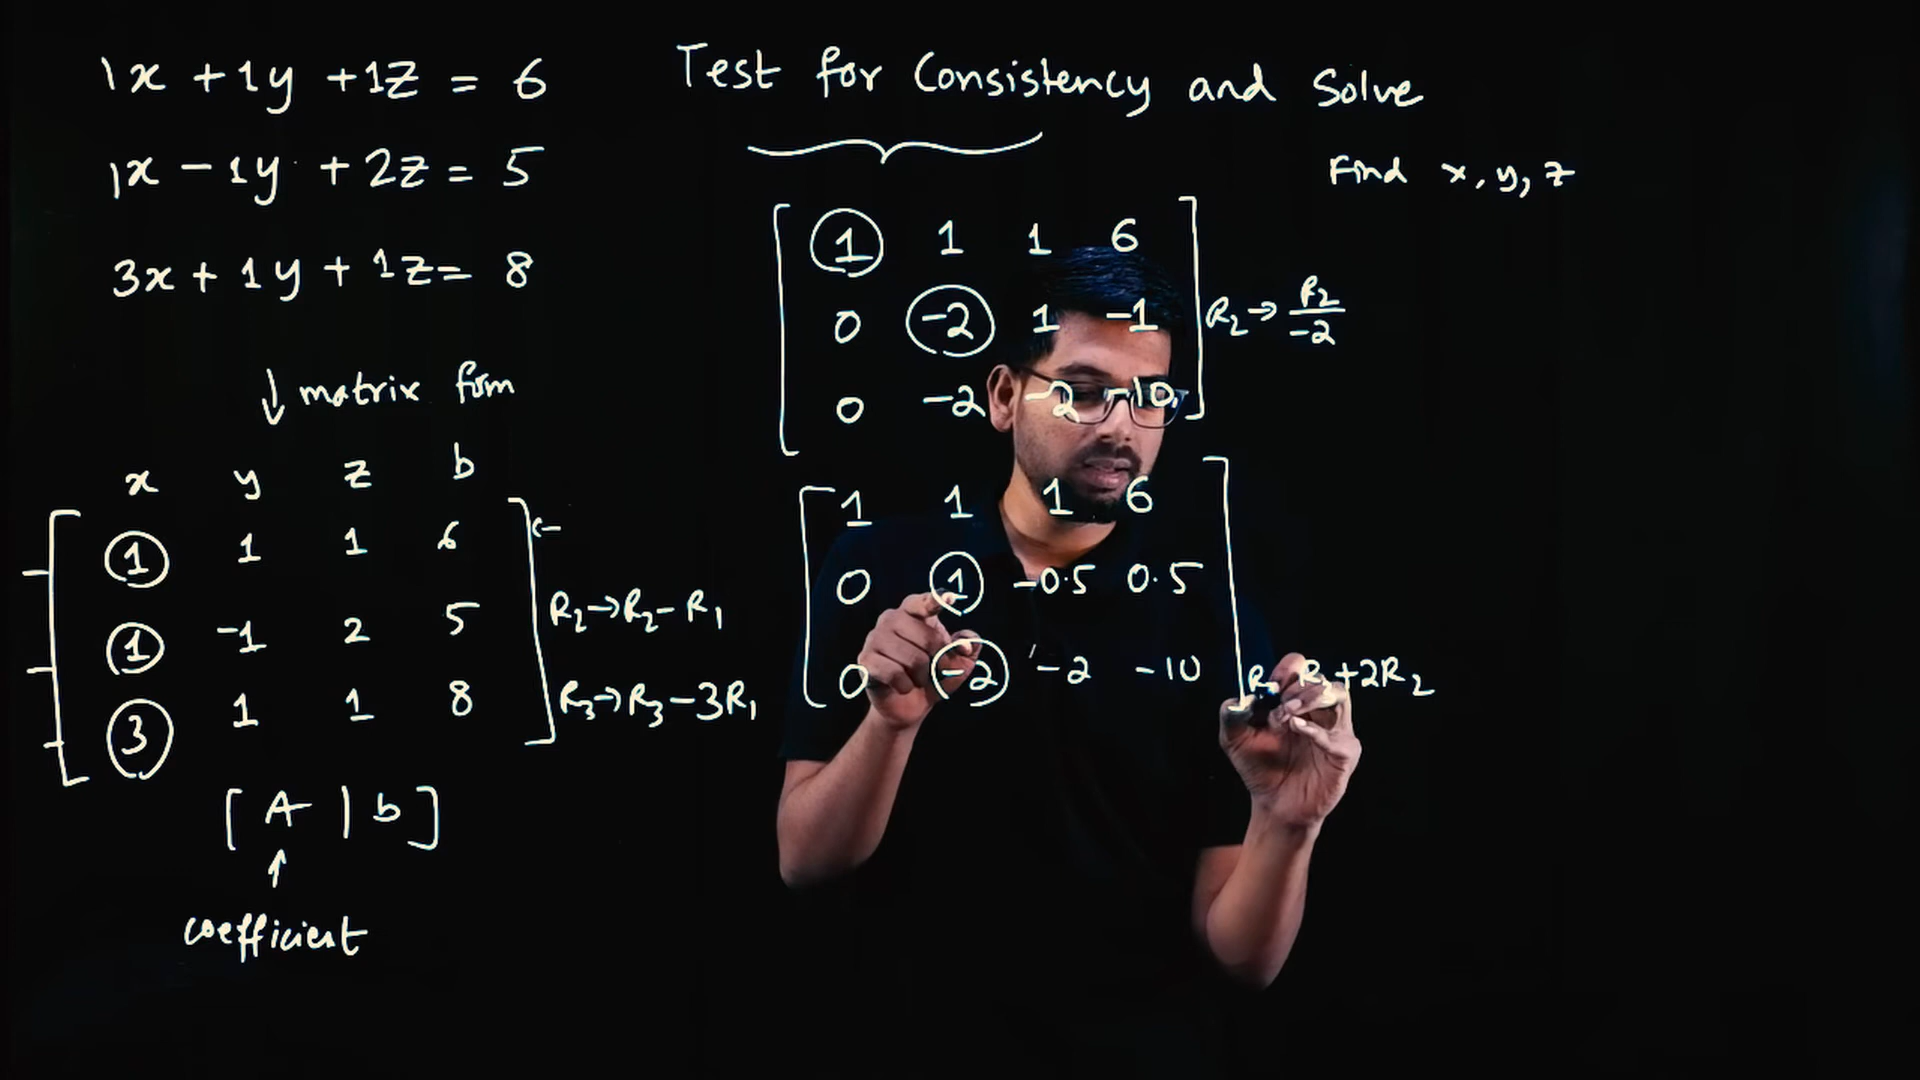 1x + 1y + 1z = 6
1x - 1y + 2z = 5
3x + 1y + 1z = 8
↓ matrix form
x y z b
1 1 1 6 ←
1 -1 2 5 R2→R2-R1
3 1 1 8 R3→R3-3R1
[A | b]
↑
coefficient
Test for Consistency and Solve
Find x, y, z
1 1 1 6
0 -2 1 -1 R2→R2/-2
0 -2 -2 -10
1 1 1 6
0 1 -0.5 0.5
0 -2 -2 -10 +2R2